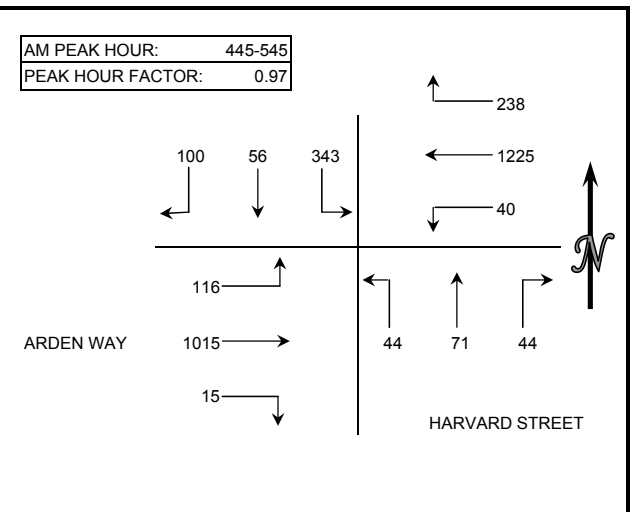 AM PEAK HOUR: 445-545
PEAK HOUR FACTOR: 0.97
238
100 56 343 1225
40
N
116
ARDEN WAY 1015 44 71 44
15
HARVARD STREET